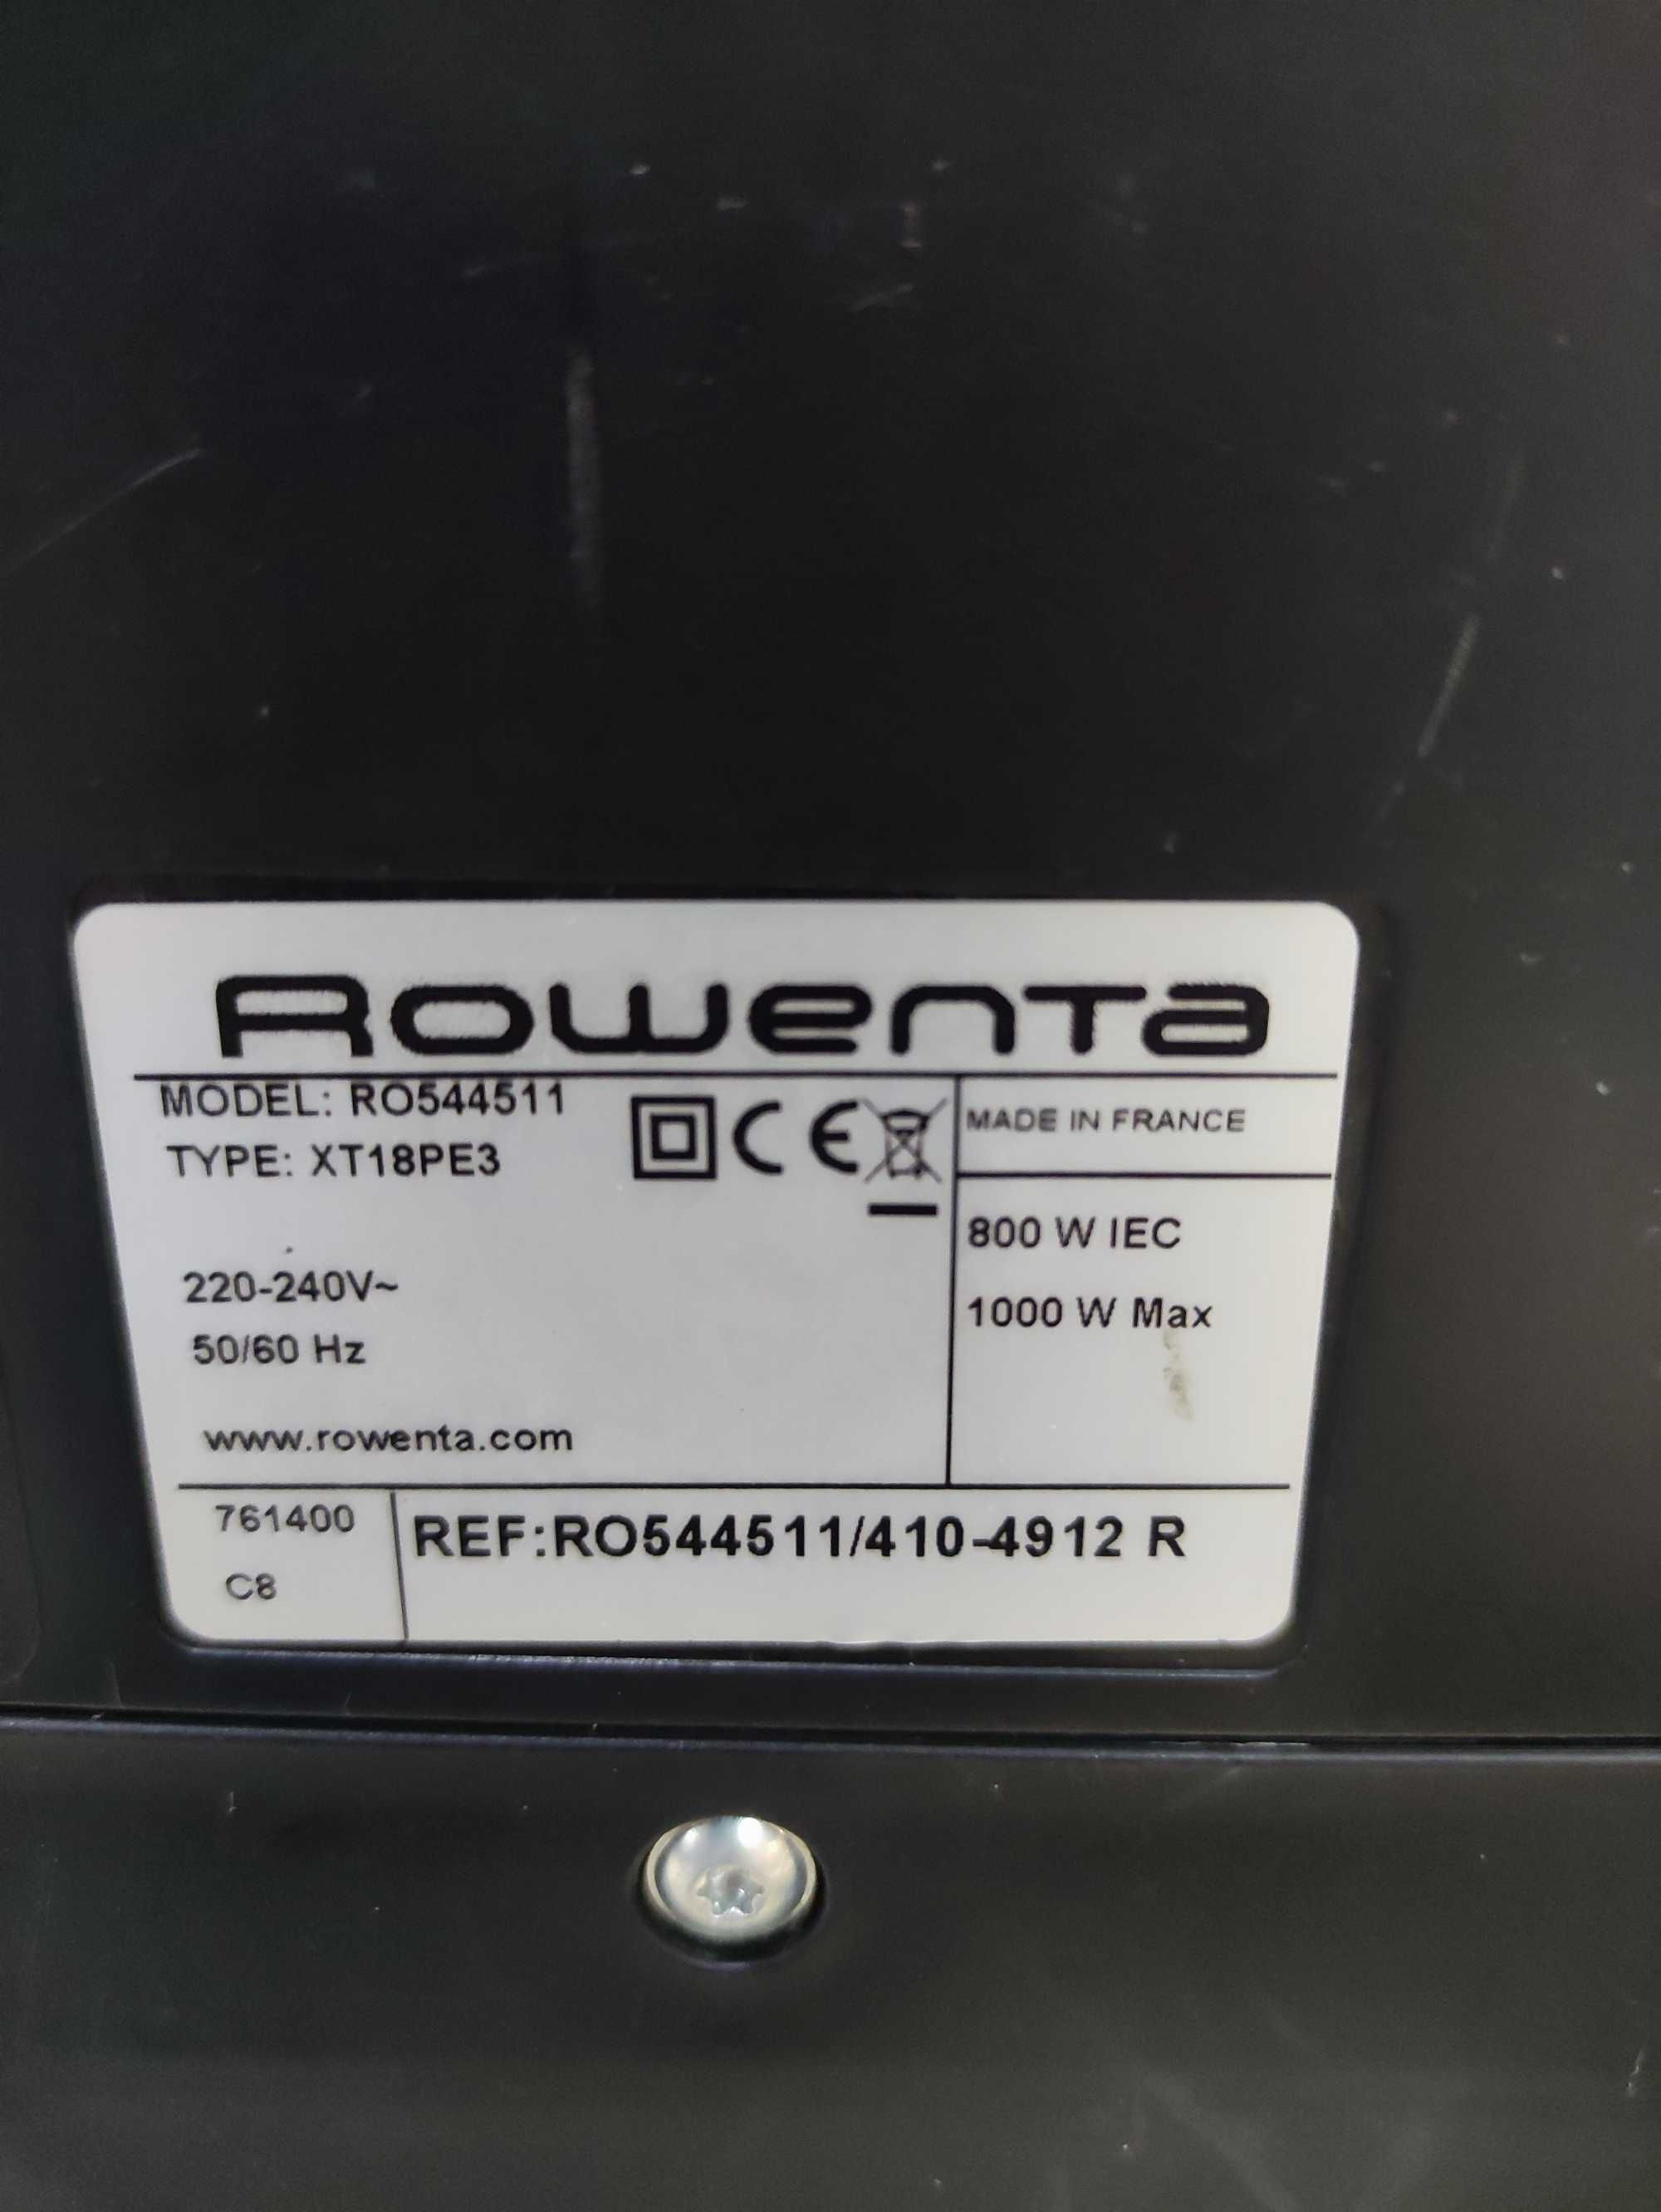 Rowenta
MODEL: RO544511
TYPE: XT18PE3
CE
MADE IN FRANCE
220-240V~
50/60 Hz
www.rowenta.com
800 W IEC
1000 W Max
761400
C8
REF:RO544511/410-4912 R